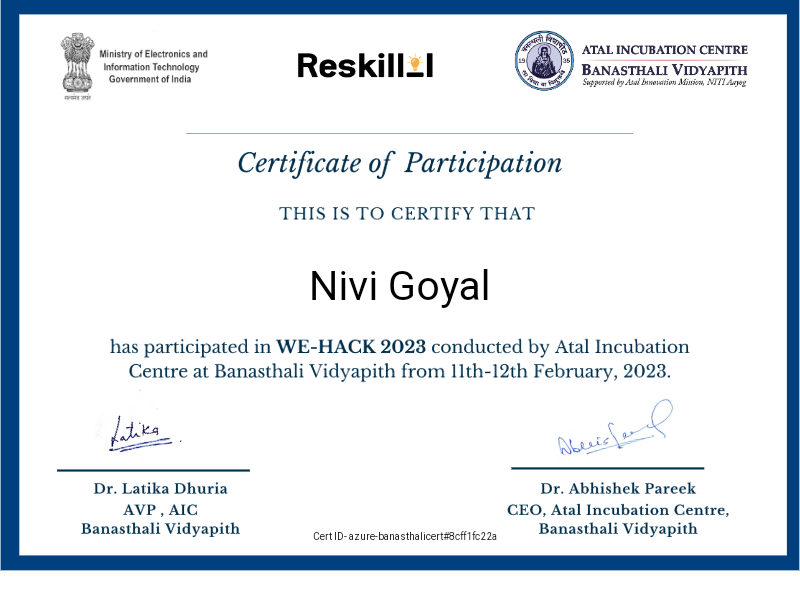 Ministry of Electronics and
Information Technology
Government of India
सत्यमेव जयते
Reskilll
1935
ATAL INCUBATION CENTRE
BANASTHALI VIDYAPITH
Supported by Atal Innovation Mission, NITI Aayog
Certificate of Participation
THIS IS TO CERTIFY THAT
Nivi Goyal
has participated in WE-HACK 2023 conducted by Atal Incubation
Centre at Banasthali Vidyapith from 11th-12th February, 2023.
Latika
Dr. Latika Dhuria
AVP , AIC
Banasthali Vidyapith
Dr. Abhishek Pareek
CEO, Atal Incubation Centre,
Banasthali Vidyapith
Cert ID- azure-banasthalicert#8cff1fc22a